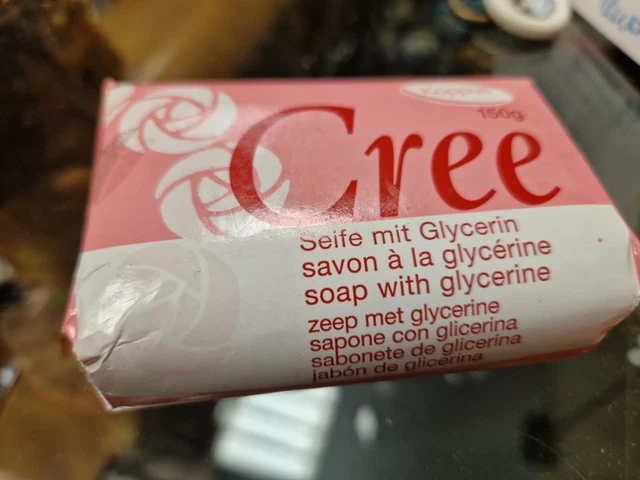 Kappus
150g
Cree
Seife mit Glycerin
savon à la glycérine
soap with glycerine
zeep met glycerine
sapone con glicerina
sabonete de glicerina
jabón de glicerina